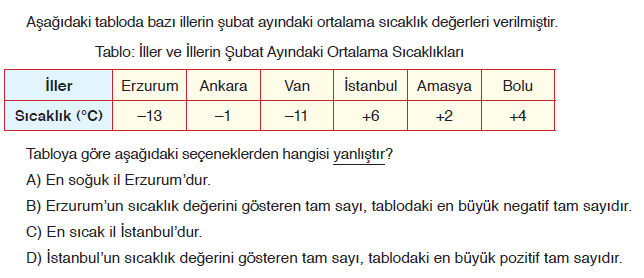 Aşağıdaki tabloda bazı illerin şubat ayındaki ortalama sıcaklık değerleri verilmiştir.
Tablo: İller ve İllerin Şubat Ayındaki Ortalama Sıcaklıkları
İller Erzurum Ankara Van İstanbul Amasya Bolu
Sıcaklık (°C) –13 –1 –11 +6 +2 +4
Tabloya göre aşağıdaki seçeneklerden hangisi yanlıştır?
A) En soğuk il Erzurum'dur.
B) Erzurum'un sıcaklık değerini gösteren tam sayı, tablodaki en büyük negatif tam sayıdır.
C) En sıcak il İstanbul'dur.
D) İstanbul'un sıcaklık değerini gösteren tam sayı, tablodaki en büyük pozitif tam sayıdır.